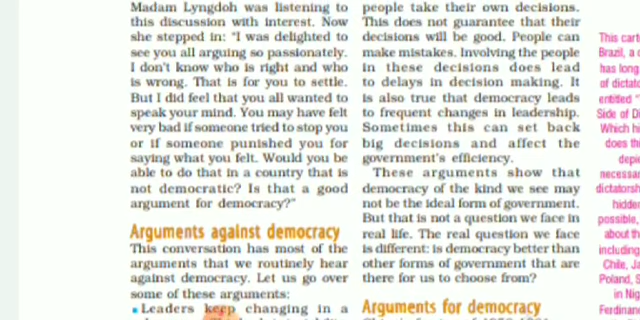 Madam Lyngdoh was listening to
this discussion with interest. Now
she stepped in: "I was delighted to
see you all arguing so passionately.
I don't know who is right and who
is wrong. That is for you to settle.
But I did feel that you all wanted to
speak your mind. You may have felt
very bad if someone tried to stop you
or if someone punished you for
saying what you felt. Would you be
able to do that in a country that is
not democratic? Is that a good
argument for democracy?"
Arguments against democracy
This conversation has most of the
arguments that we routinely hear
against democracy. Let us go over
some of these arguments:
• Leaders keep changing in a
people take their own decisions.
This does not guarantee that their
decisions will be good. People can
make mistakes. Involving the people
in these decisions does lead
to delays in decision making. It
is also true that democracy leads
to frequent changes in leadership.
Sometimes this can set back
big decisions and affect the
government's efficiency.
These arguments show that
democracy of the kind we see may
not be the ideal form of government.
But that is not a question we face in
real life. The real question we face
is different: is democracy better than
other forms of government that are
there for us to choose from?
Arguments for democracy
This cart
Brazil, a
has long
of dictat
entitled "
Side of Di
Which hi
does th
depi
necessar
dictatorsh
hidde
possible,
about th
including
Chile, Ja
Poland, S
in Nig
Ferdinan